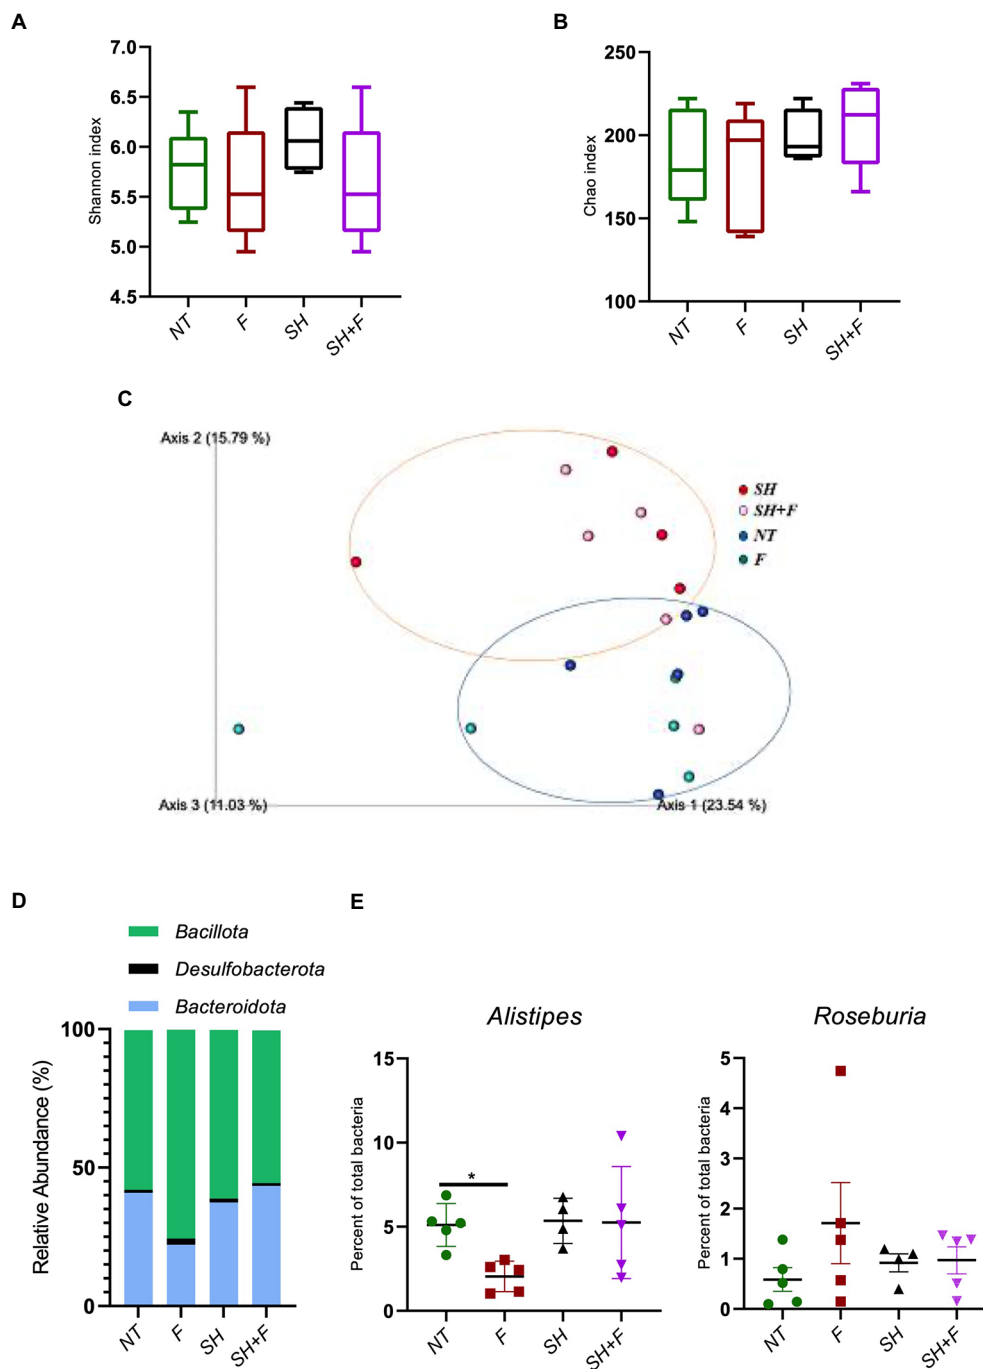 A
B
7.0
6.5
6.0
5.5
5.0
4.5
Shannon index
NT
F
SH
SH+F
250
200
150
100
Chao index
NT
F
SH
SH+F
C
Axis 2 (15.79 %)
SH
SH+F
NT
F
Axis 3 (11.03 %)
Axis 1 (23.54 %)
D
E
Bacillota
Desulfobacterota
Bacteroidota
100
50
0
Relative Abundance (%)
NT
F
SH
SH+F
Alistipes
15
10
5
0
Percent of total bacteria
*
NT
F
SH
SH+F
Roseburia
5
4
3
2
1
0
Percent of total bacteria
NT
F
SH
SH+F